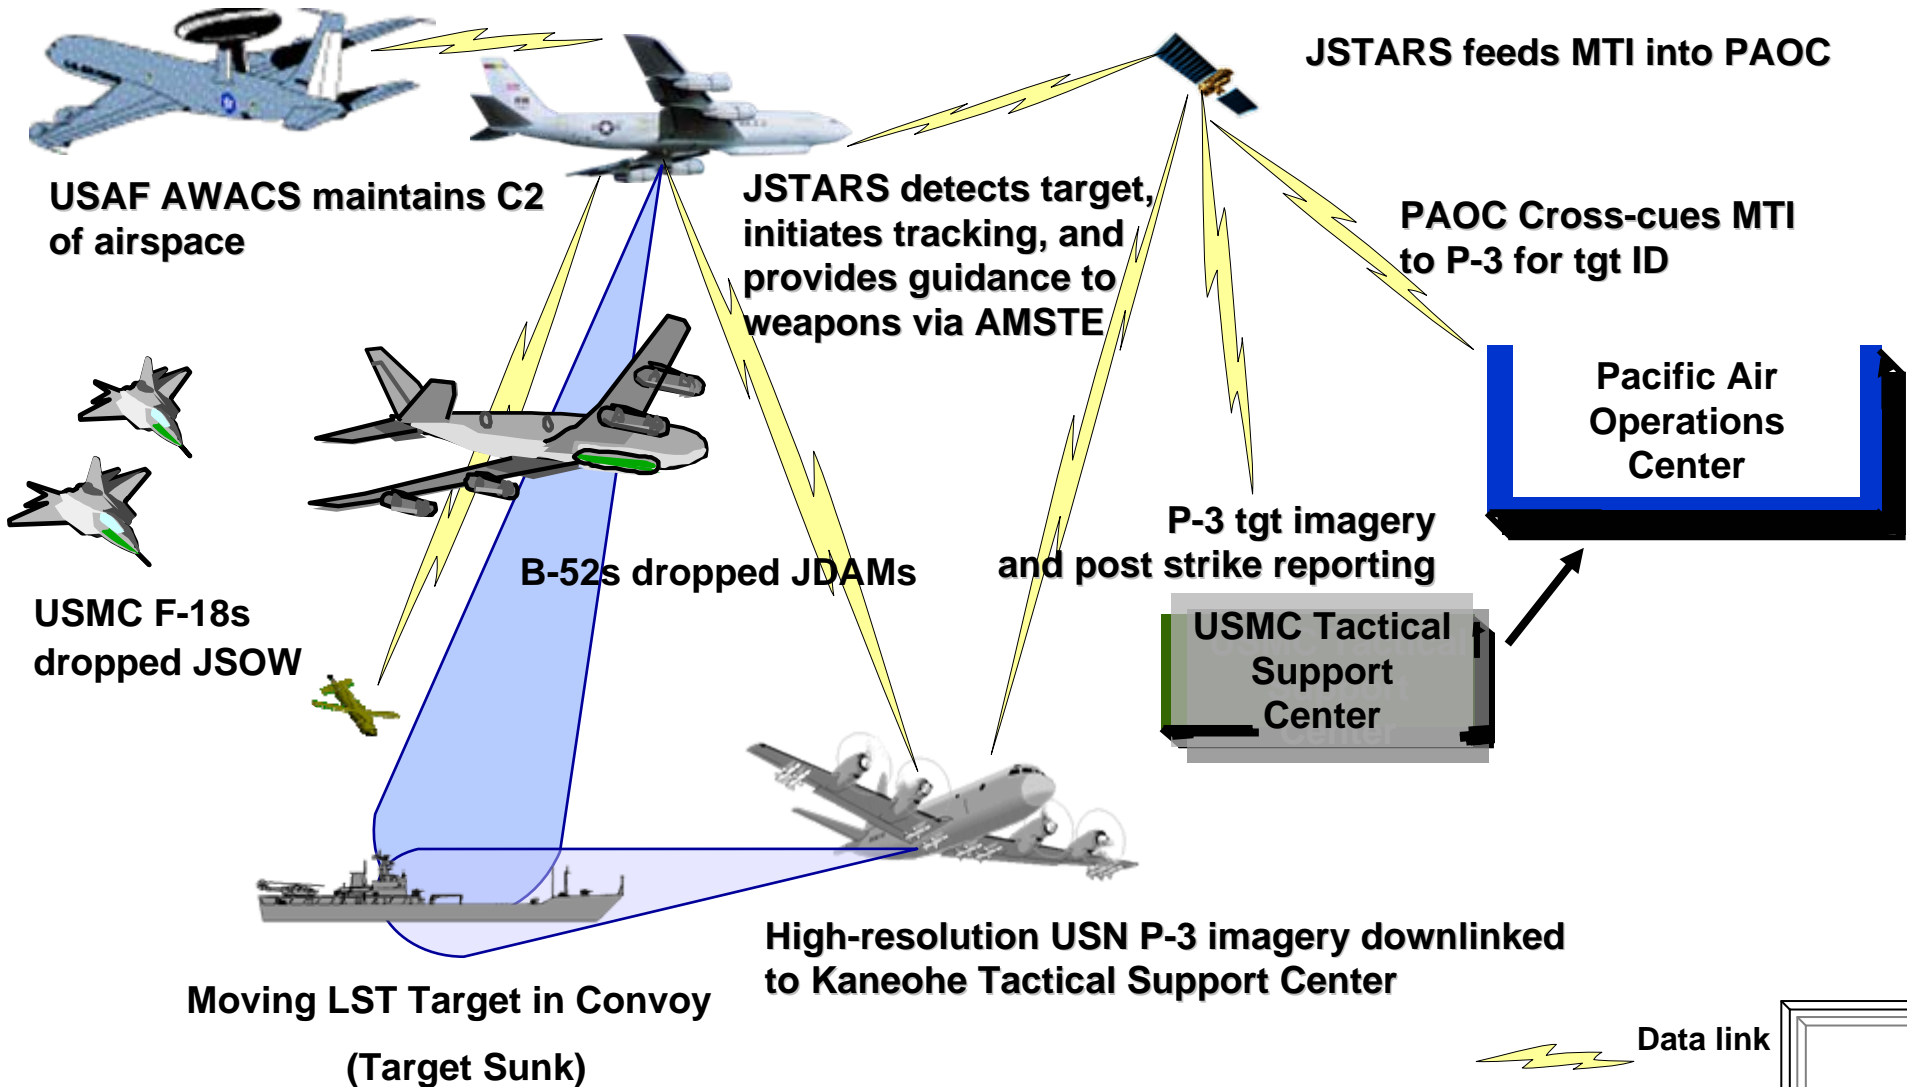 JSTARS feeds MTI into PAOC
USAF AWACS maintains C2
of airspace
JSTARS detects target,
initiates tracking, and
provides guidance to
weapons via AMSTE
PAOC Cross-cues MTI
to P-3 for tgt ID
Pacific Air
Operations
Center
P-3 tgt imagery
and post strike reporting
B-52s dropped JDAMs
USMC F-18s
dropped JSOW
USMC Tactical
Support
Center
High-resolution USN P-3 imagery downlinked
to Kaneohe Tactical Support Center
Moving LST Target in Convoy
(Target Sunk)
Data link